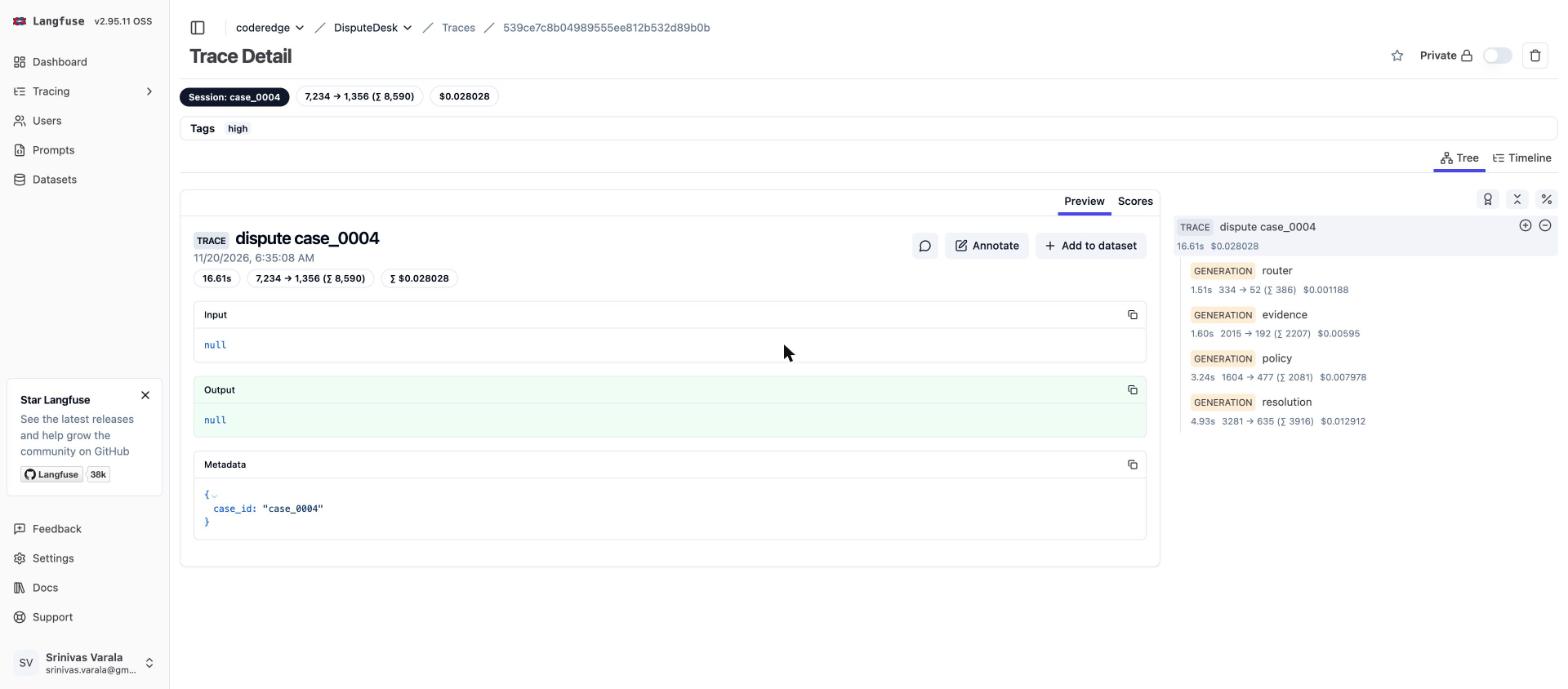 Langfuse v2.95.11 OSS
Dashboard
Tracing
Users
Prompts
Datasets
Star Langfuse
See the latest releases
and help grow the
community on GitHub
Langfuse 38k
Feedback
Settings
Docs
Support
SV
Srinivas Varala
srinivas.varala@gm...
coderedge / DisputeDesk / Traces / 539ce7c8b04989555ee812b532d89b0b
Trace Detail
Private
Session: case_0004 7,234 → 1,356 (∑ 8,590) $0.028028
Tags high
Tree Timeline
Preview Scores
TRACE dispute case_0004
11/20/2026, 6:35:08 AM
Annotate + Add to dataset
16.61s 7,234 → 1,356 (∑ 8,590) ∑ $0.028028
Input
null
Output
null
Metadata
{
case_id: "case_0004"
}
TRACE dispute case_0004
16.61s $0.028028
GENERATION router
1.51s 334 → 52 (∑ 386) $0.001188
GENERATION evidence
1.60s 2015 → 192 (∑ 2207) $0.00595
GENERATION policy
3.24s 1604 → 477 (∑ 2081) $0.007978
GENERATION resolution
4.93s 3281 → 635 (∑ 3916) $0.012912